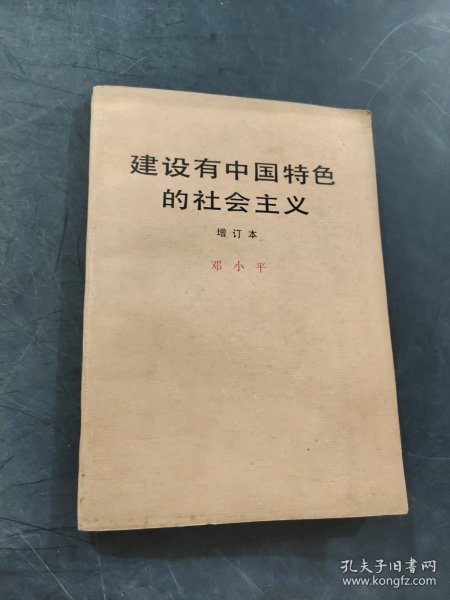 建设有中国特色
的社会主义
增订本
邓小平
孔夫子旧书网
www.kongfz.com